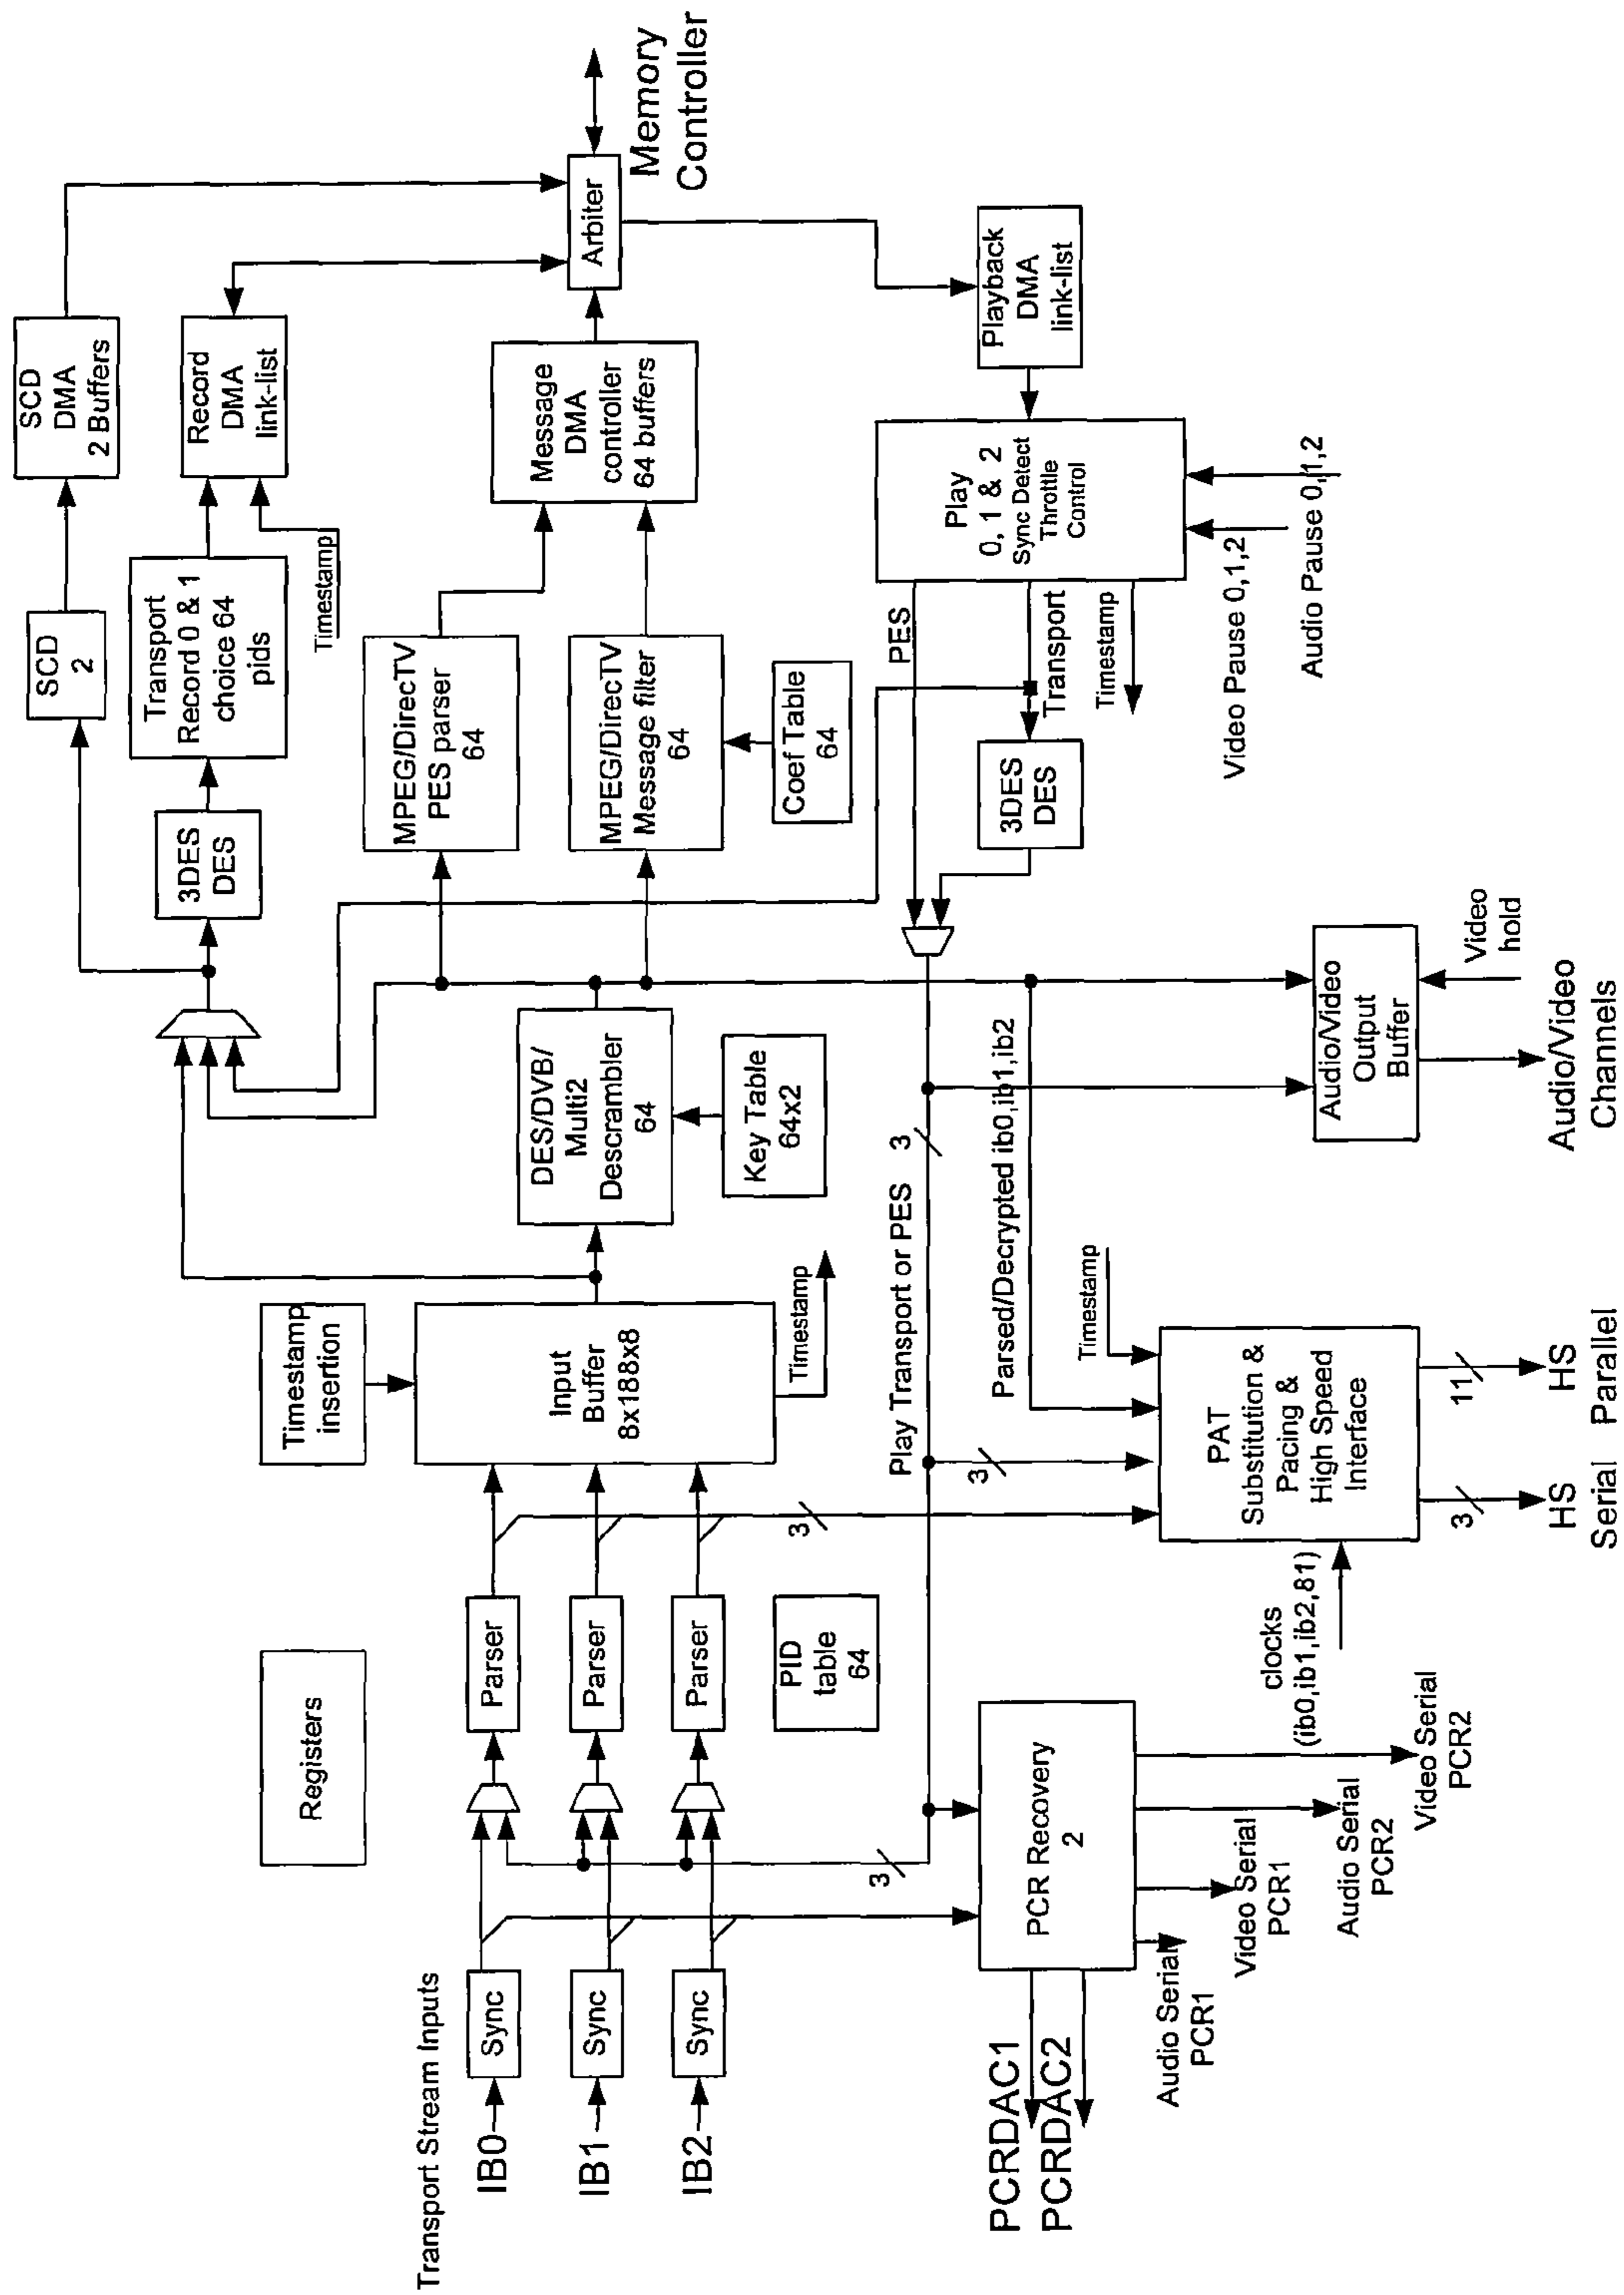 Transport Stream Inputs
IB0
IB1
IB2
Sync
Sync
Sync
Registers
Parser
Parser
Parser
PID
table
64
Timestamp
insertion
Input
Buffer
8x188x8
Timestamp
DES/DVB/
Multi2
Descrambler
64
Key Table
64x2
3DES
DES
SCD
2
SCD
DMA
2 Buffers
Transport
Record 0 & 1
choice 64
pids
Timestamp
Record
DMA
link-list
MPEG/DirecTV
PES parser
64
MPEG/DirecTV
Message filter
64
Coef Table
64
Message
DMA
controller
64 buffers
Arbiter
Memory
Controller
Playback
DMA
link-list
Play
0, 1 & 2
Sync Detect
Throttle
Control
Video Pause 0,1,2
Audio Pause 0,1,2
PES
Transport
Timestamp
3DES
DES
Play Transport or PES
3
Parsed/Decrypted ib0,ib1,ib2
3
3
3
Timestamp
PAT
Substitution &
Pacing &
High Speed
Interface
clocks
(ib0,ib1,ib2,81)
3
11
HS
Serial
HS
Parallel
Audio/Video
Output
Buffer
Video
hold
Audio/Video
Channels
PCR Recovery
2
PCRDAC1
PCRDAC2
Audio Serial
PCR1
Video Serial
PCR1
Audio Serial
PCR2
Video Serial
PCR2